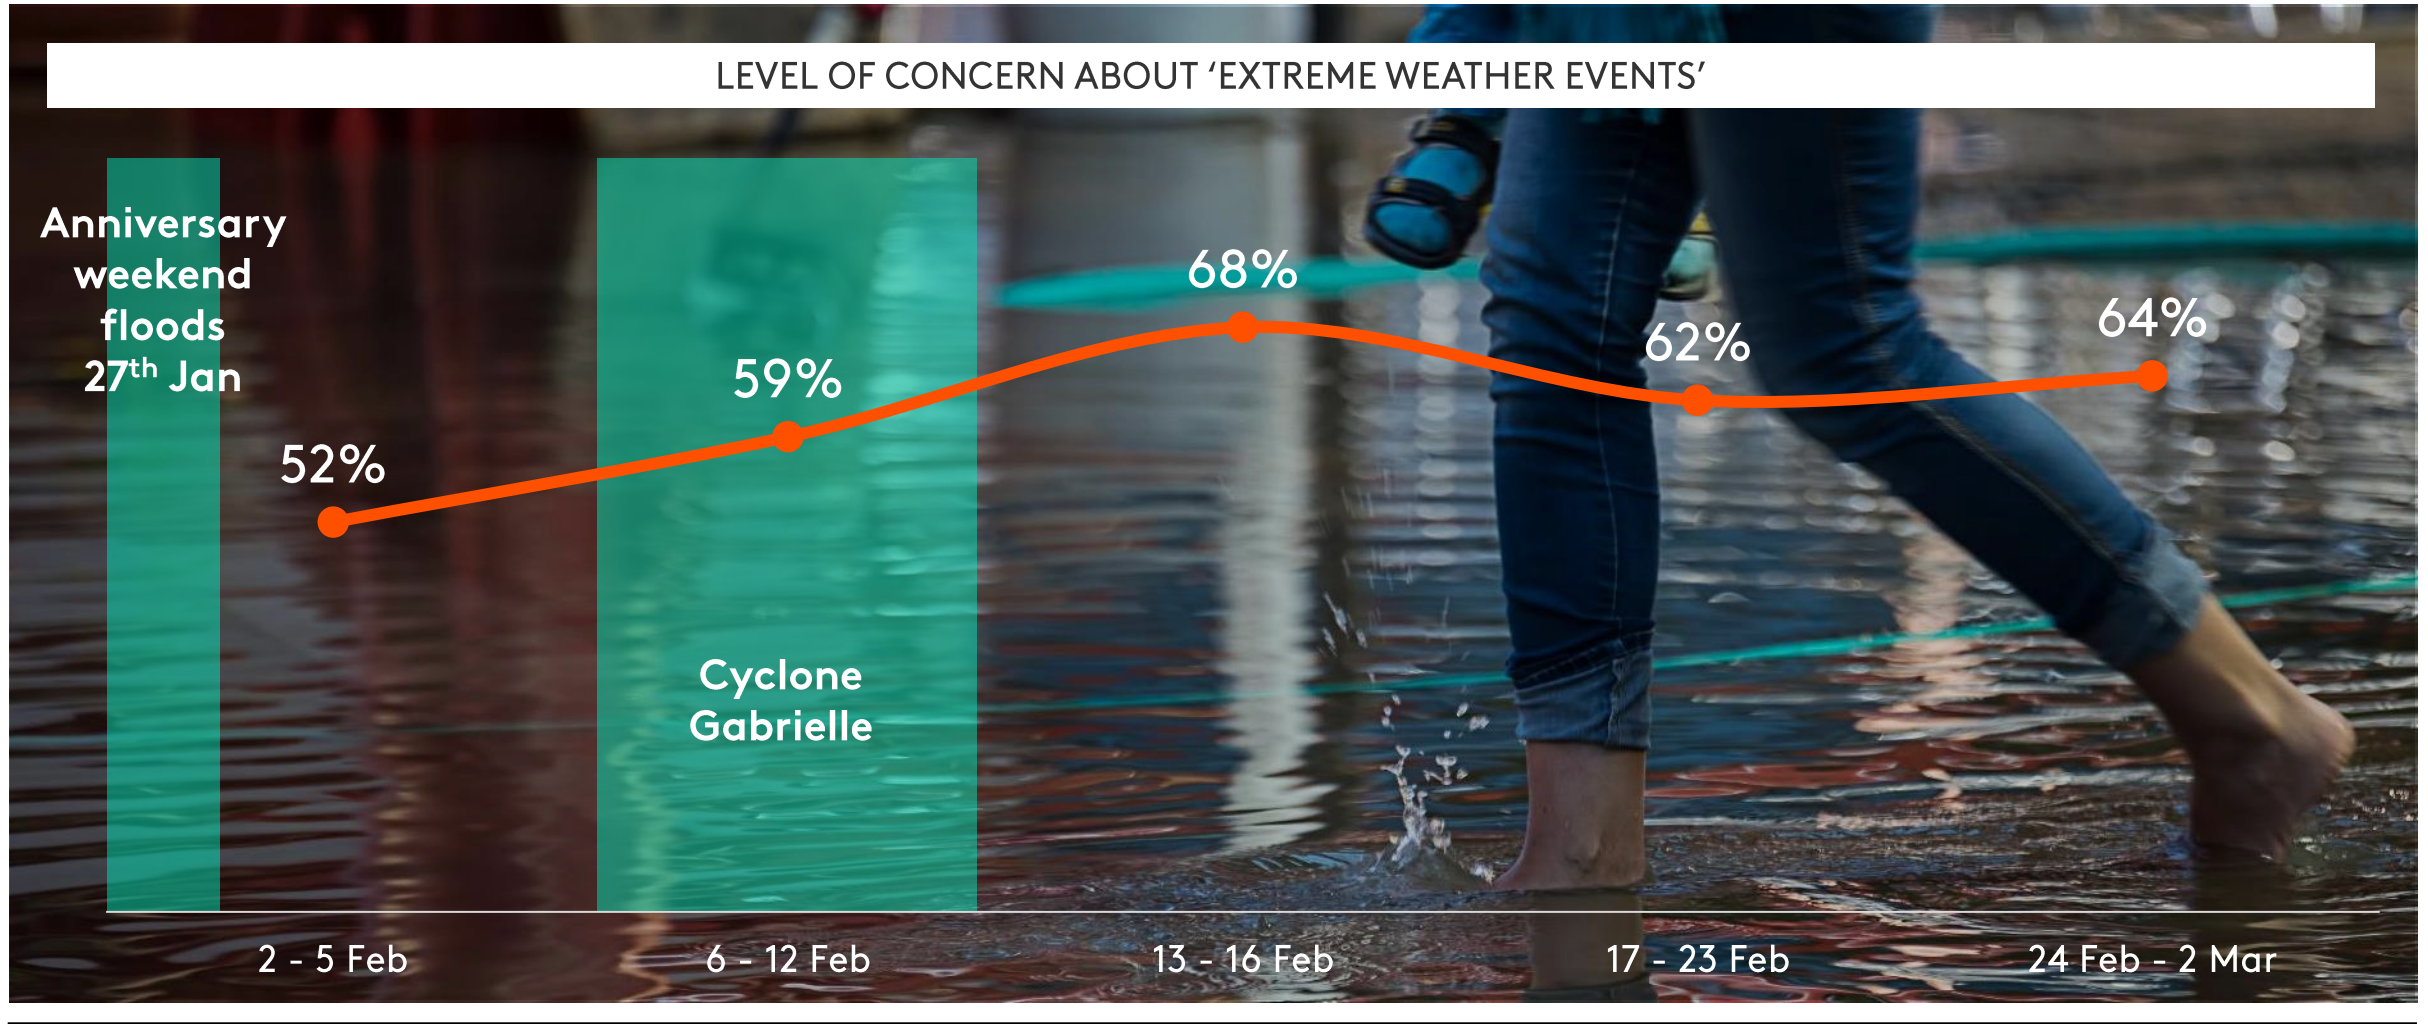 LEVEL OF CONCERN ABOUT ‘EXTREME WEATHER EVENTS’
Anniversary
weekend
floods
27th Jan
52%
59%
68%
62%
64%
Cyclone
Gabrielle
2 - 5 Feb
6 - 12 Feb
13 - 16 Feb
17 - 23 Feb
24 Feb - 2 Mar